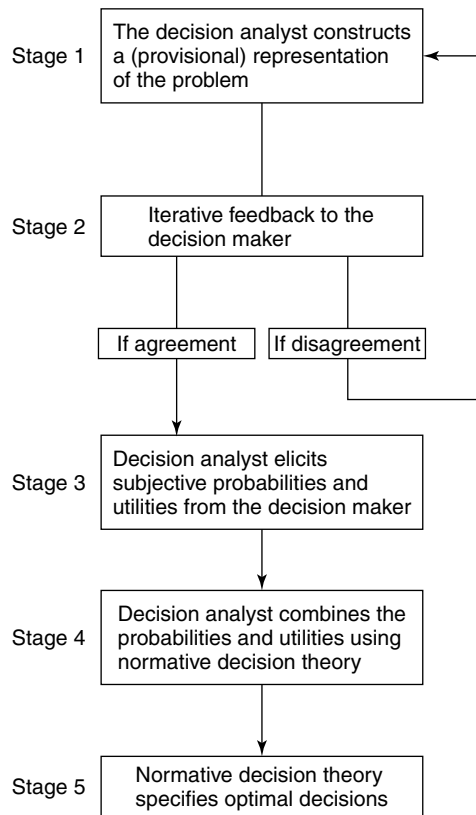 Stage 1
The decision analyst constructs
a (provisional) representation
of the problem
Stage 2
Iterative feedback to the
decision maker
If agreement
If disagreement
Stage 3
Decision analyst elicits
subjective probabilities and
utilities from the decision maker
Stage 4
Decision analyst combines the
probabilities and utilities using
normative decision theory
Stage 5
Normative decision theory
specifies optimal decisions